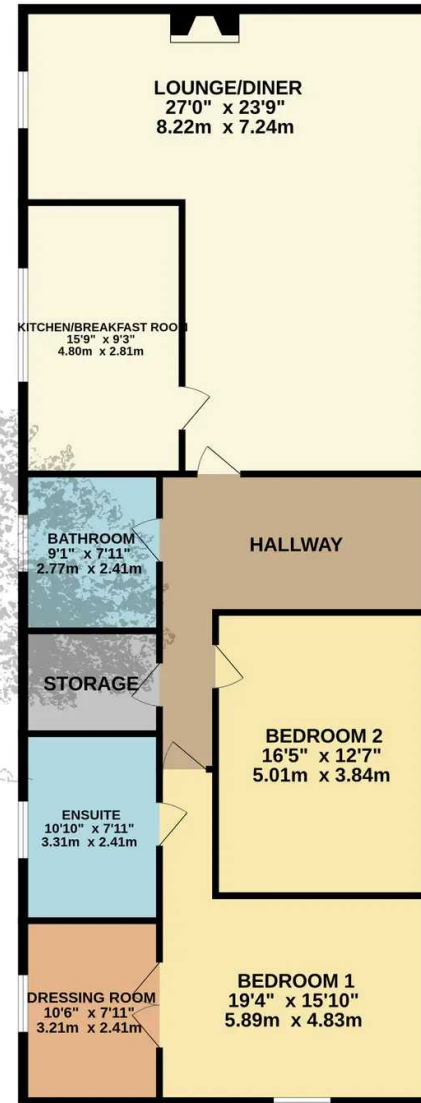 LOUNGE/DINER
27'0" x 23'9"
8.22m x 7.24m
KITCHEN/BREAKFAST ROOM
15'9" x 9'3"
4.80m x 2.81m
BATHROOM
9'1" x 7'11"
2.77m x 2.41m
HALLWAY
STORAGE
BEDROOM 2
16'5" x 12'7"
5.01m x 3.84m
ENSUITE
10'10" x 7'11"
3.31m x 2.41m
DRESSING ROOM
10'6" x 7'11"
3.21m x 2.41m
BEDROOM 1
19'4" x 15'10"
5.89m x 4.83m